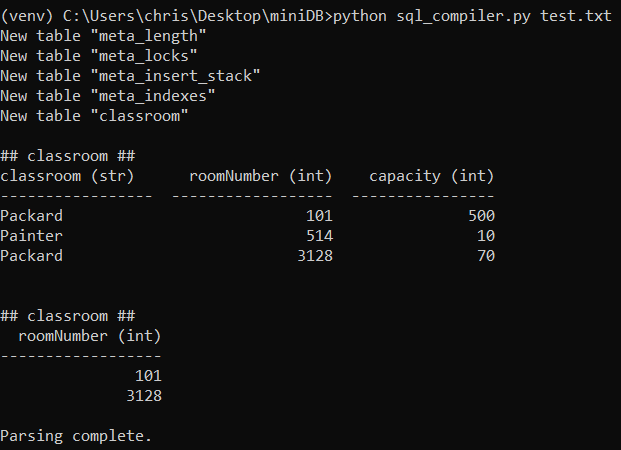 (venv) C:\Users\chris\Desktop\miniDB>python sql_compiler.py test.txt
New table "meta_length"
New table "meta_locks"
New table "meta_insert_stack"
New table "meta_indexes"
New table "classroom"

## classroom ##
classroom (str)      roomNumber (int)    capacity (int)
-----------------  ------------------  ----------------
Packard                           101               500
Painter                           514                10
Packard                          3128                70

## classroom ##
  roomNumber (int)
------------------
               101
              3128

Parsing complete.